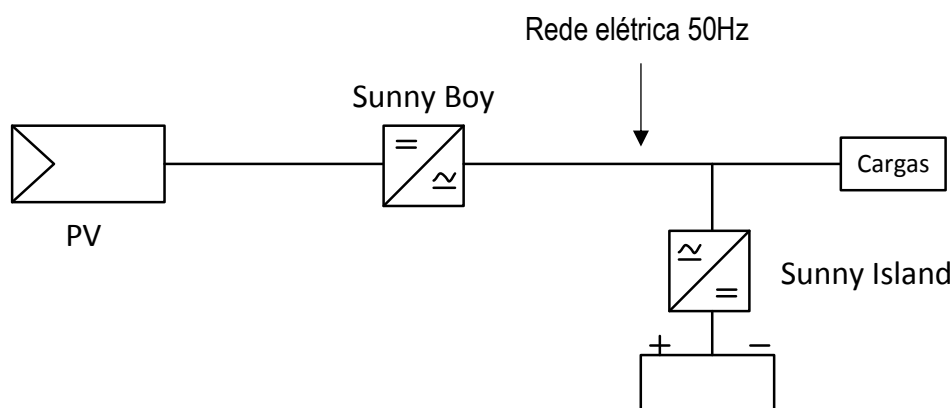 Rede elétrica 50Hz
Sunny Boy
PV
Cargas
Sunny Island
+ −